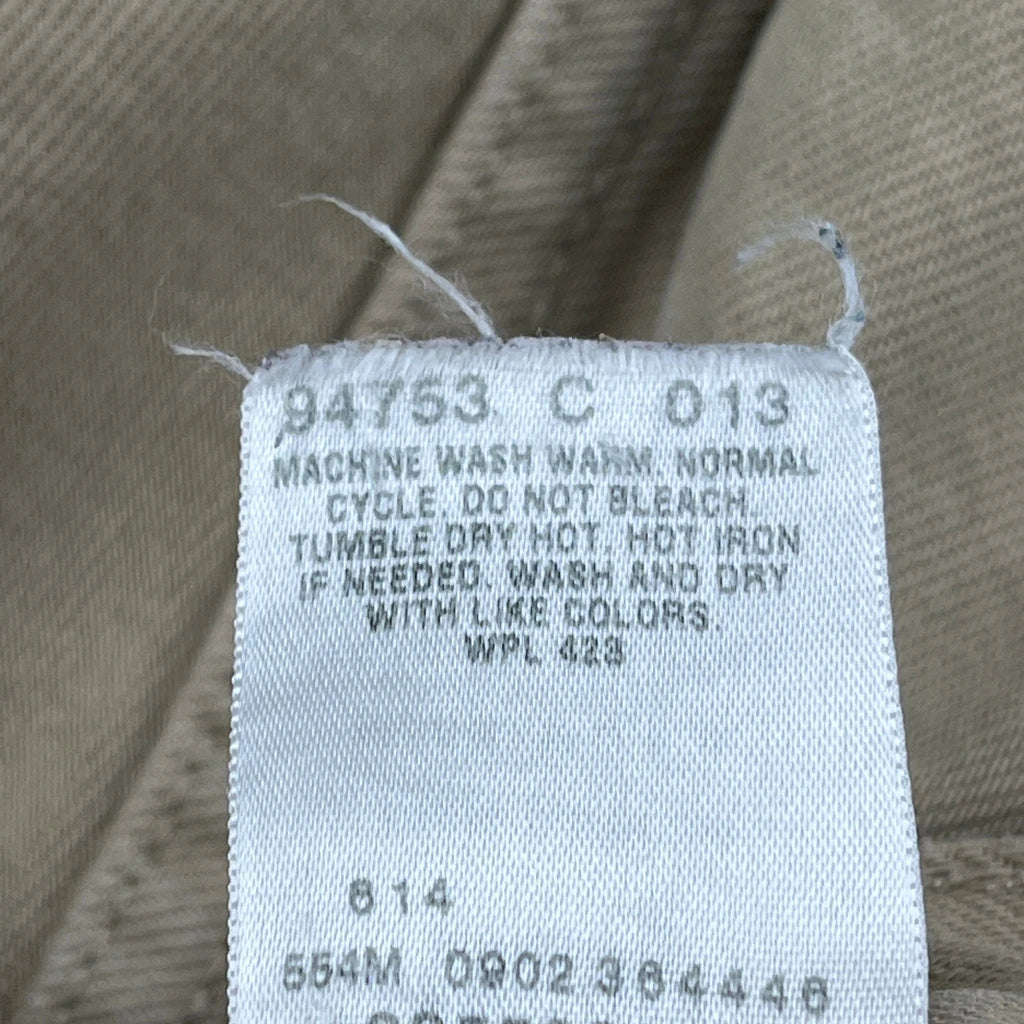 94753 C 013
MACHINE WASH WARM. NORMAL
CYCLE. DO NOT BLEACH.
TUMBLE DRY HOT. HOT IRON
IF NEEDED. WASH AND DRY
WITH LIKE COLORS.
WPL 423
614
554M 0902 364446